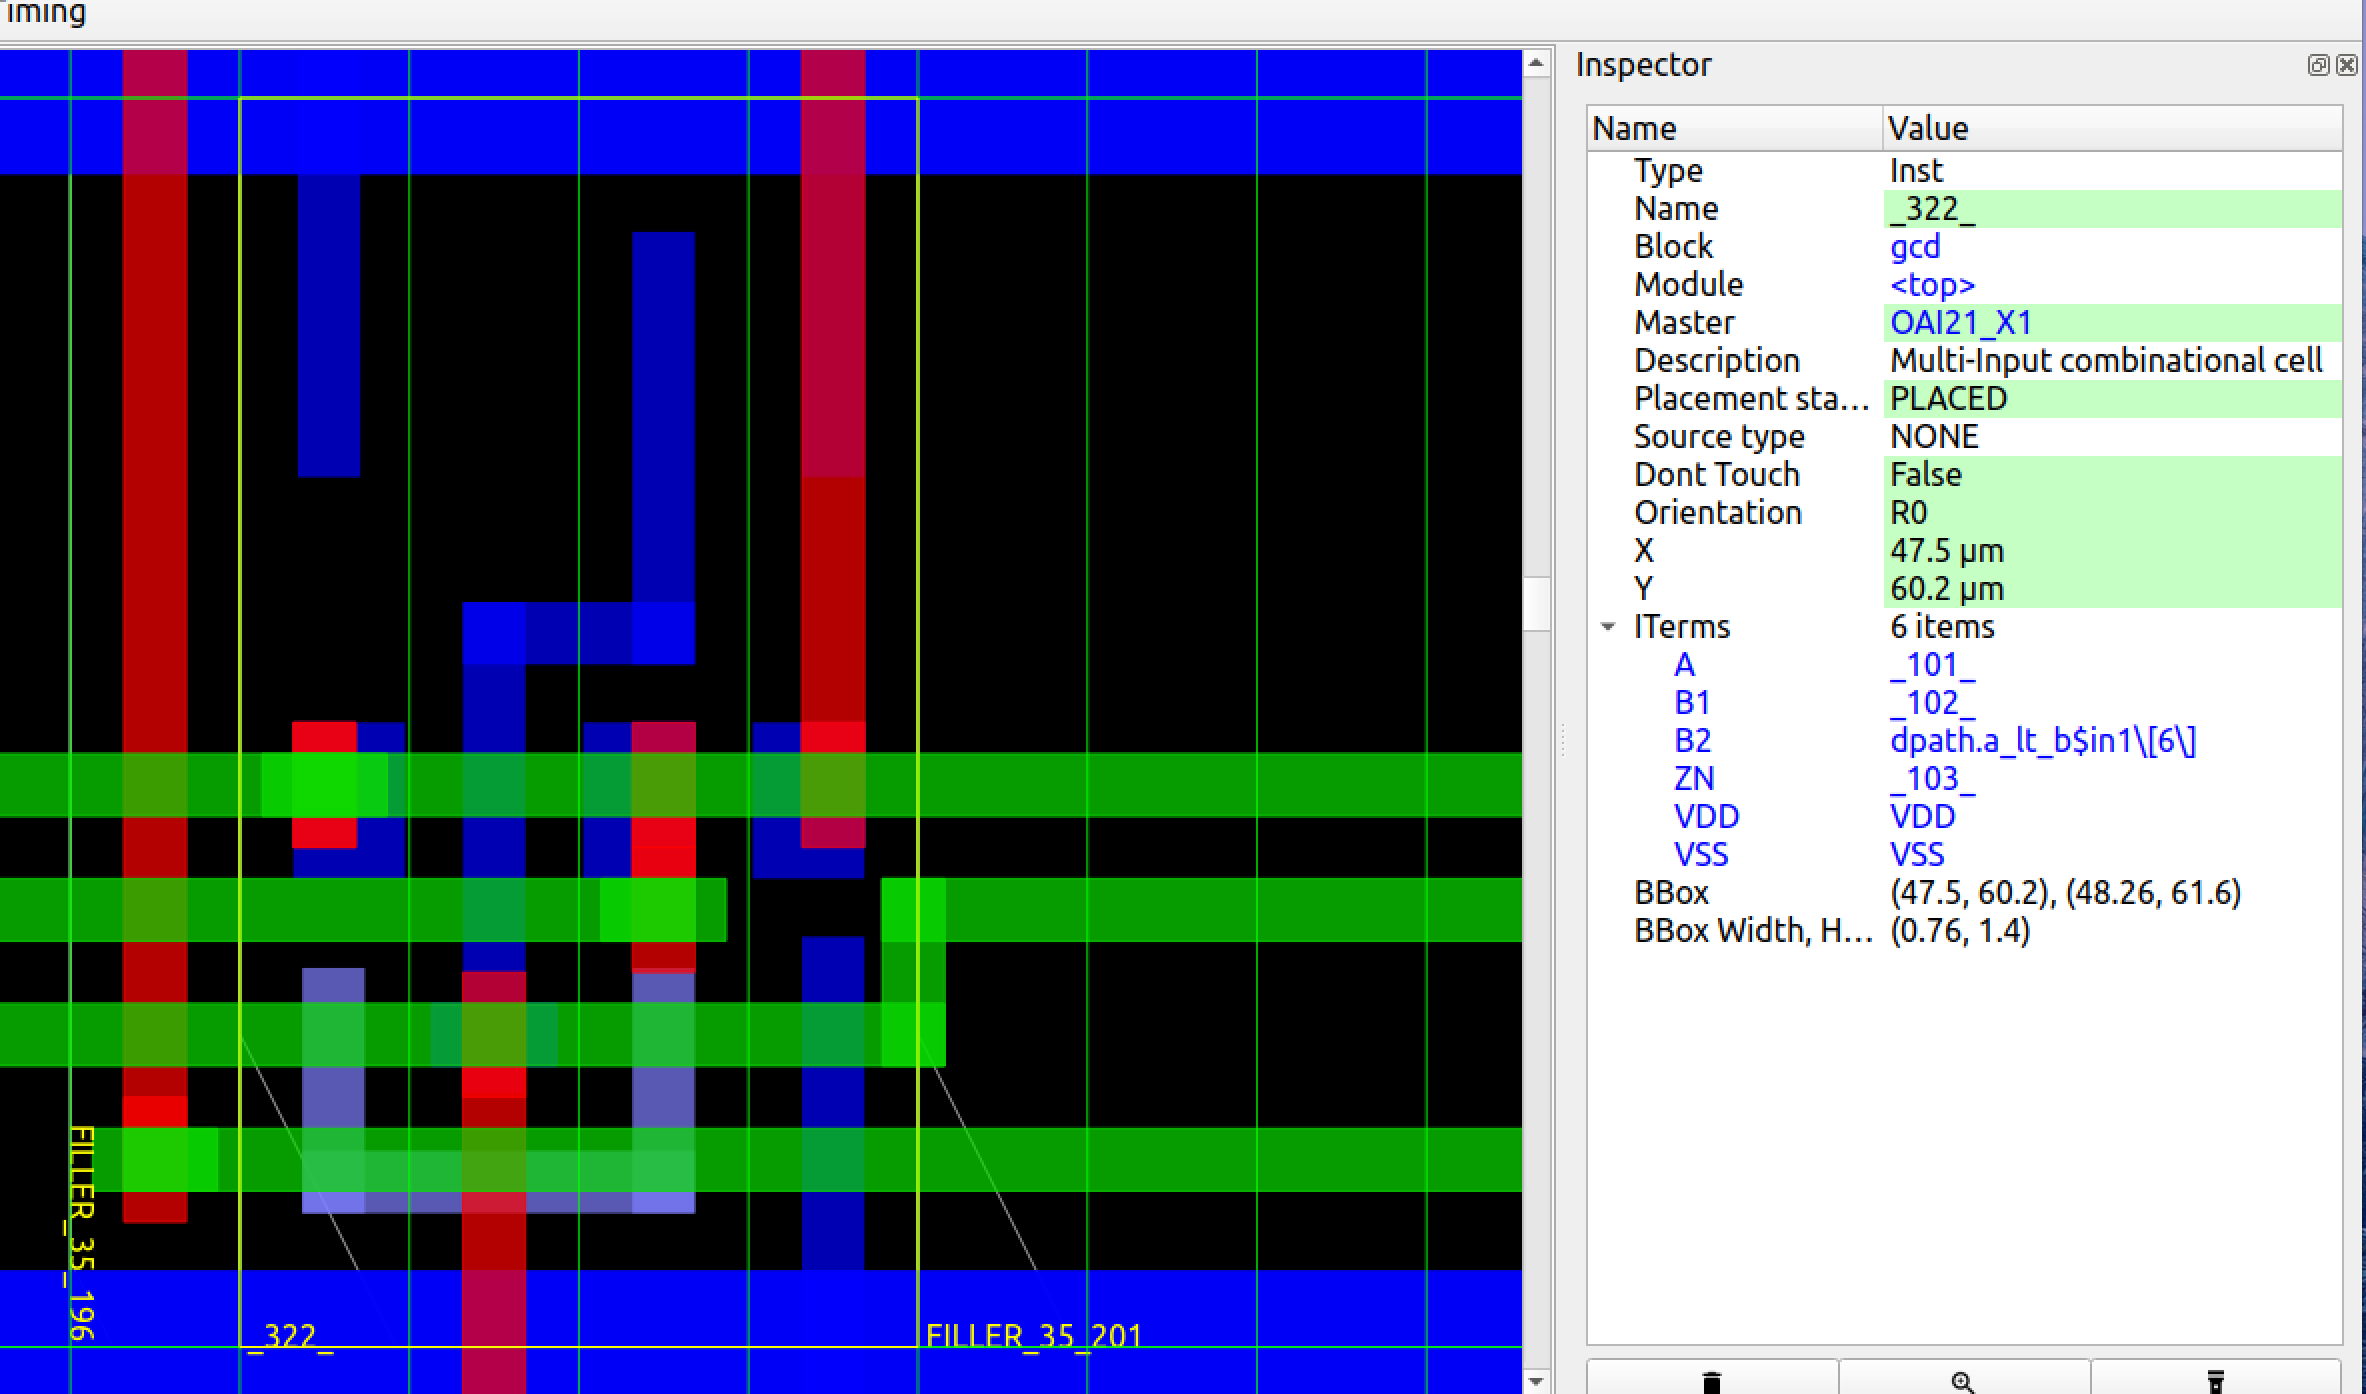 Timing
Inspector
Name Value
Type Inst
Name _322_
Block gcd
Module <top>
Master OAI21_X1
Description Multi-Input combinational cell
Placement sta... PLACED
Source type NONE
Dont Touch False
Orientation R0
X 47.5 μm
Y 60.2 μm
ITerms 6 items
A _101_
B1 _102_
B2 dpath.a_lt_b$in1\[6\]
ZN _103_
VDD VDD
VSS VSS
BBox (47.5, 60.2), (48.26, 61.6)
BBox Width, H... (0.76, 1.4)
FILLER_35_196
_322_
FILLER_35_201